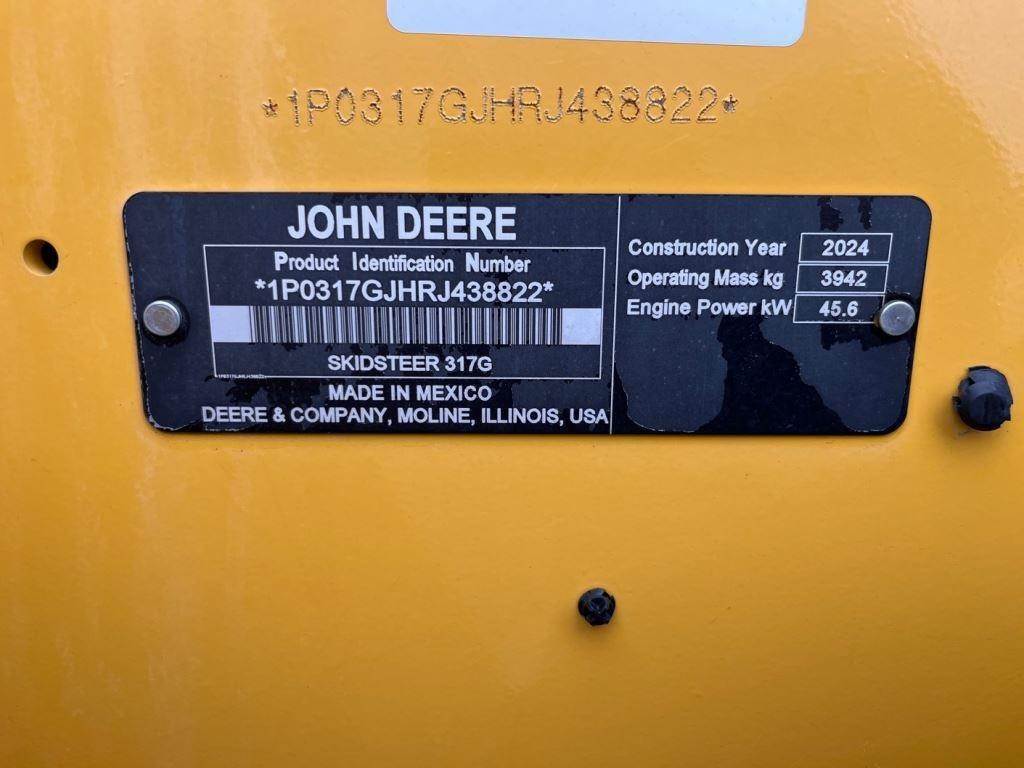 *1P0317GJHRJ438822*
JOHN DEERE
Product Identification Number
*1P0317GJHRJ438822*
SKIDSTEER 317G
MADE IN MEXICO
DEERE & COMPANY, MOLINE, ILLINOIS, USA
Construction Year 2024
Operating Mass kg 3942
Engine Power kW 45.6